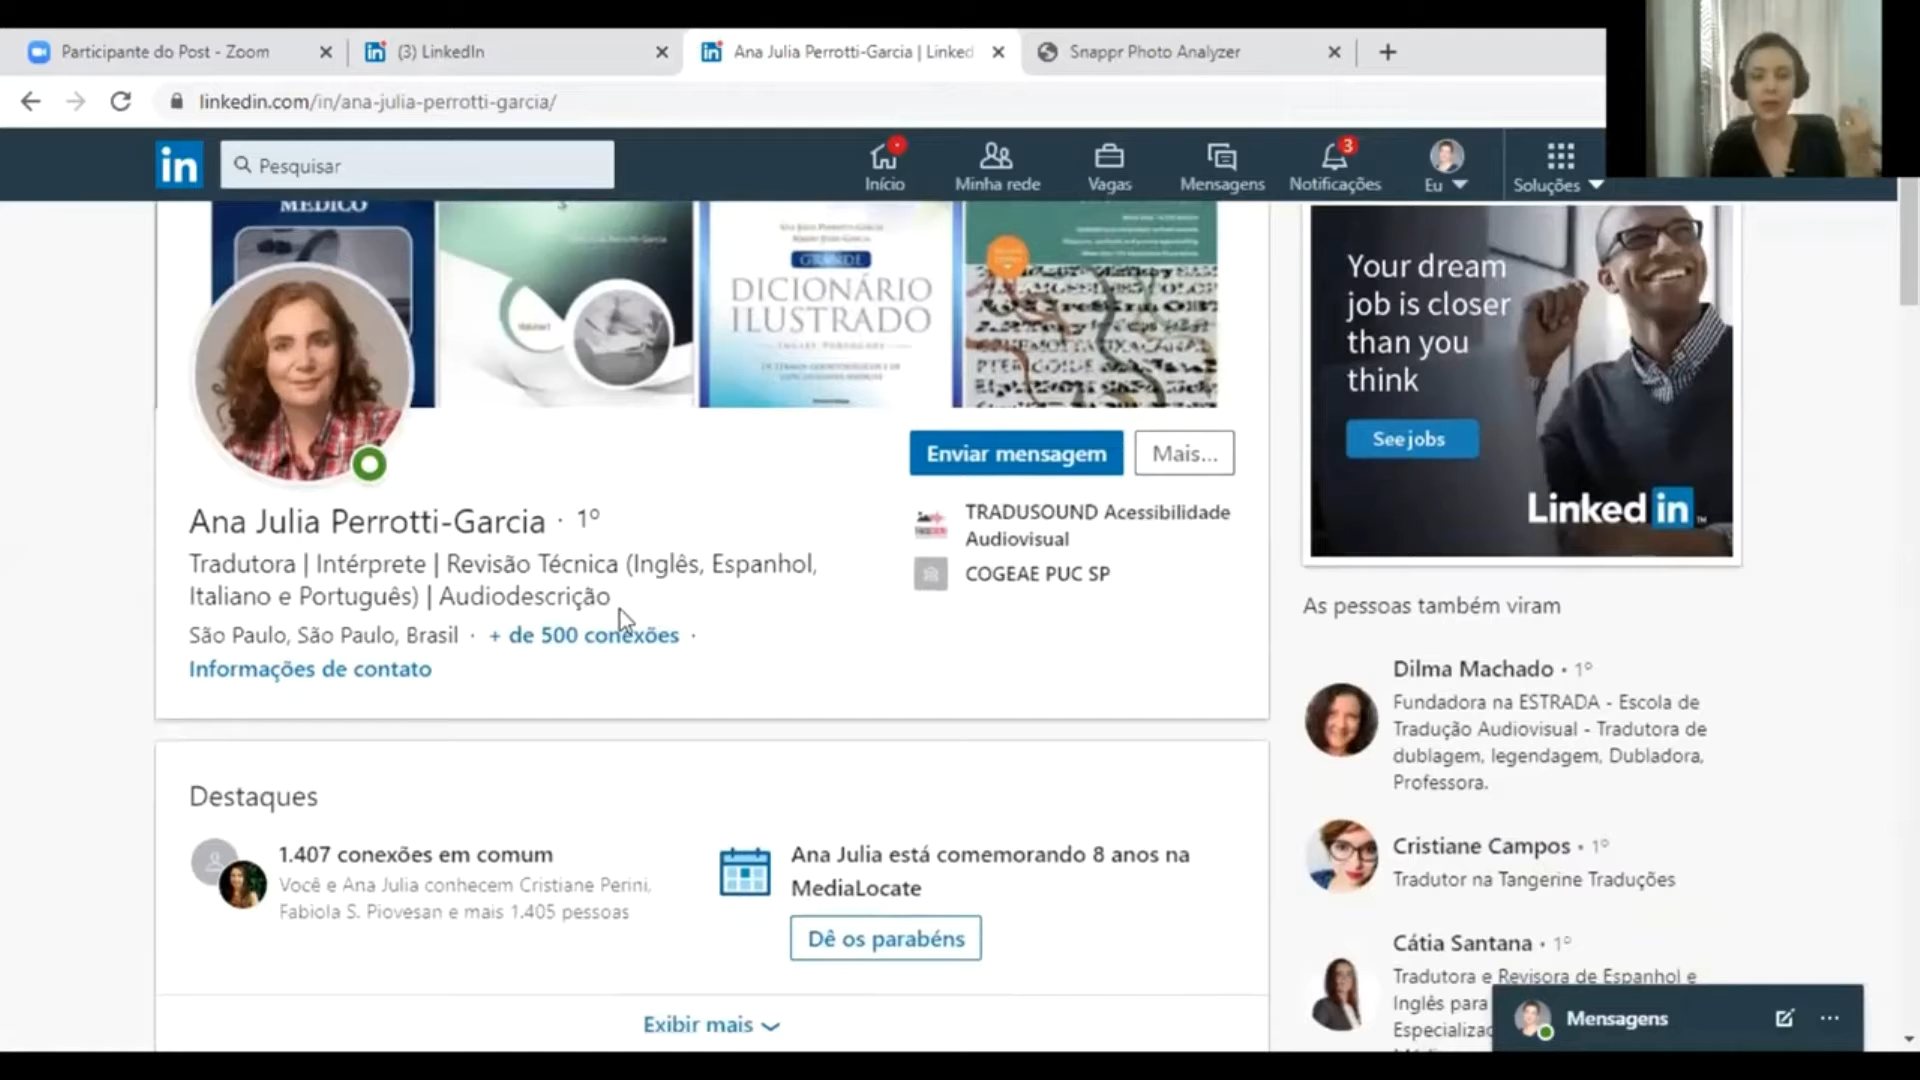 Participante do Post - Zoom
(3) LinkedIn
Ana Julia Perrotti-Garcia | Linked
Snappr Photo Analyzer
linkedin.com/in/ana-julia-perrotti-garcia/
in
Pesquisar
Início
Minha rede
Vagas
Mensagens
3
Notificações
Eu
Soluções
MÉDICO
GRANDE
DICIONÁRIO
ILUSTRADO
INGLÊS PORTUGUÊS
Your dream
job is closer
than you
think
See jobs
Linked in
Enviar mensagem
Mais...
Ana Julia Perrotti-Garcia · 1º
Tradutora | Intérprete | Revisão Técnica (Inglês, Espanhol,
Italiano e Português) | Audiodescrição
São Paulo, São Paulo, Brasil · + de 500 conexões ·
Informações de contato
TRADUSOUND Acessibilidade
Audiovisual
COGEAE PUC SP
Destaques
1.407 conexões em comum
Você e Ana Julia conhecem Cristiane Perini,
Fabiola S. Piovesan e mais 1.405 pessoas
Ana Julia está comemorando 8 anos na
MediaLocate
Dê os parabéns
Exibir mais
As pessoas também viram
Dilma Machado • 1º
Fundadora na ESTRADA - Escola de
Tradução Audiovisual - Tradutora de
dublagem, legendagem, Dubladora,
Professora.
Cristiane Campos • 1º
Tradutor na Tangerine Traduções
Cátia Santana • 1º
Tradutora e Revisora de Espanhol e
Inglês para
Especializad
Mensagens